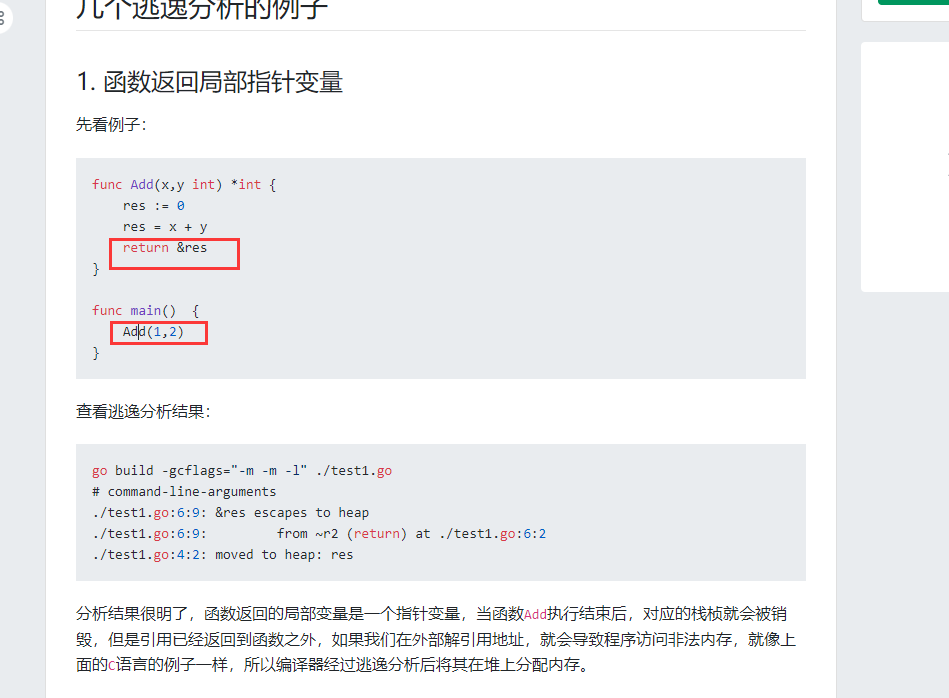 几个逃逸分析的例子
1. 函数返回局部指针变量
先看例子：
func Add(x,y int) *int {
    res := 0
    res = x + y
    return &res
}
func main()  {
    Add(1,2)
}
查看逃逸分析结果：
go build -gcflags="-m -m -l" ./test1.go
# command-line-arguments
./test1.go:6:9: &res escapes to heap
./test1.go:6:9:         from ~r2 (return) at ./test1.go:6:2
./test1.go:4:2: moved to heap: res
分析结果很明了，函数返回的局部变量是一个指针变量，当函数Add执行结束后，对应的栈桢就会被销
毁，但是引用已经返回到函数之外，如果我们在外部解引用地址，就会导致程序访问非法内存，就像上
面的C语言的例子一样，所以编译器经过逃逸分析后将其在堆上分配内存。